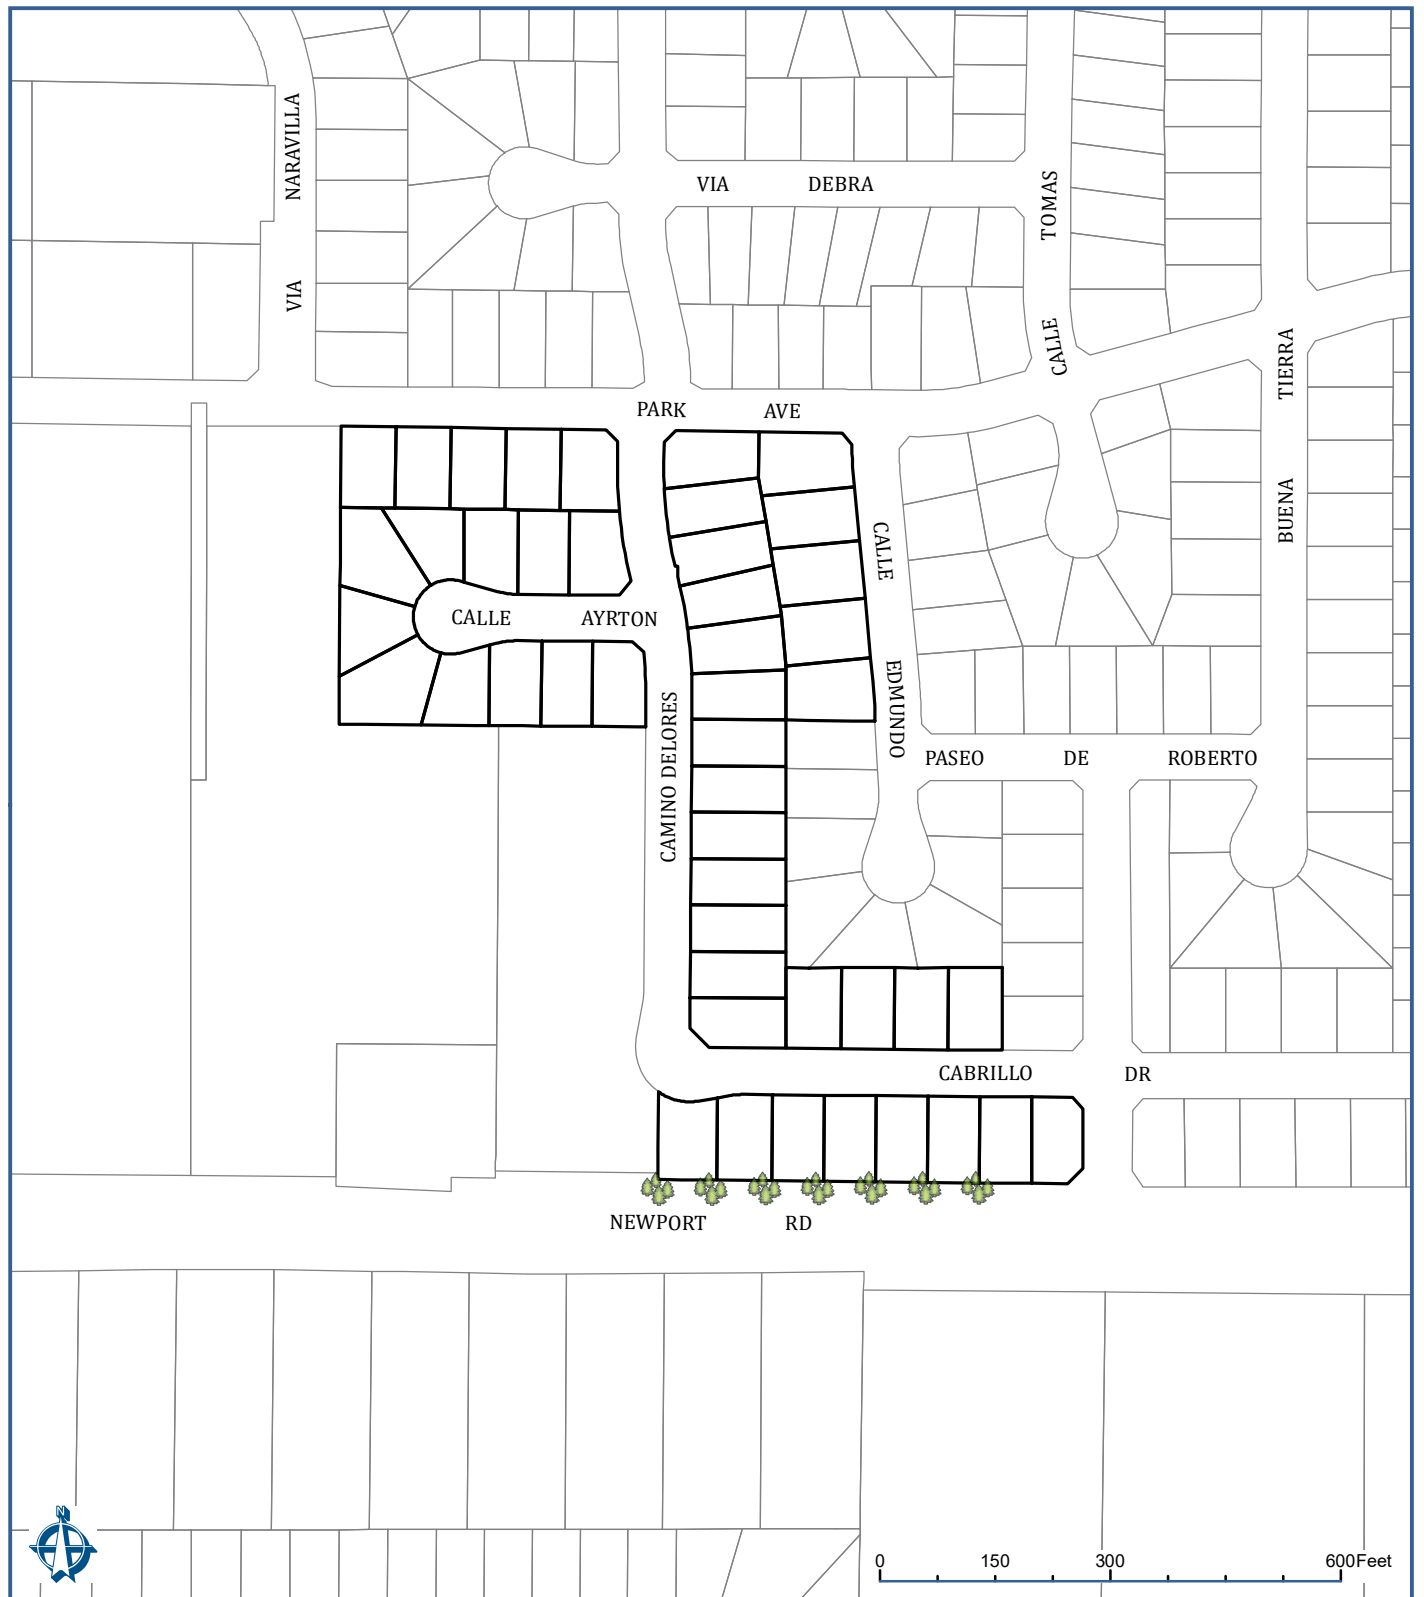 NARAVILLA
VIA
VIA DEBRA
TOMAS
CALLE
TIERRA
BUENA
PARK AVE
CALLE
EDMUNDO
CALLE AYRTON
CAMINO DELORES
PASEO DE ROBERTO
CABRILLO DR
NEWPORT RD
N
0 150 300 600Feet